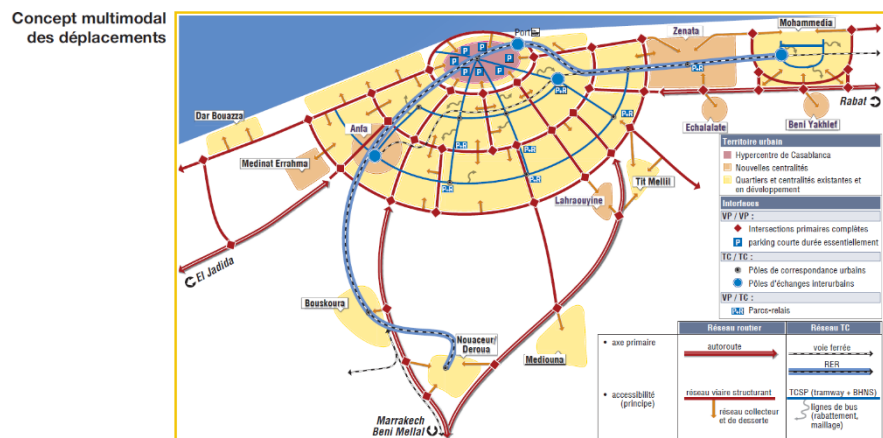 Concept multimodal
des déplacements
Port
Zenata
Mohammedia
P
P
P
P
P
P
P
P
P+R
P+R
Rabat
Dar Bouazza
Anfa
Echalalate
Beni Yakhlef
Medinat Errahma
P+R
P+R
P+R
P+R
Tit Mellil
Lahraouyine
El Jadida
Bouskoura
Nouaceur/
Deroua
Mediouna
Marrakech
Beni Mellal
Territoire urbain
Hypercentre de Casablanca
Nouvelles centralités
Quartiers et centralités existantes et
en développement
Interfaces
VP / VP :
Intersections primaires complètes
P parking courte durée essentiellement
TC / TC :
Pôles de correspondance urbains
Pôles d'échanges Interurbains
VP / TC :
P+R Parcs-relais
Réseau routier
Réseau TC
• axe primaire
autoroute
voie ferrée
RER
• accessibilité
(principe)
réseau viaire structurant
réseau collecteur
et de desserte
TCSP (tramway + BHNS)
lignes de bus
(rabattement,
maillage)